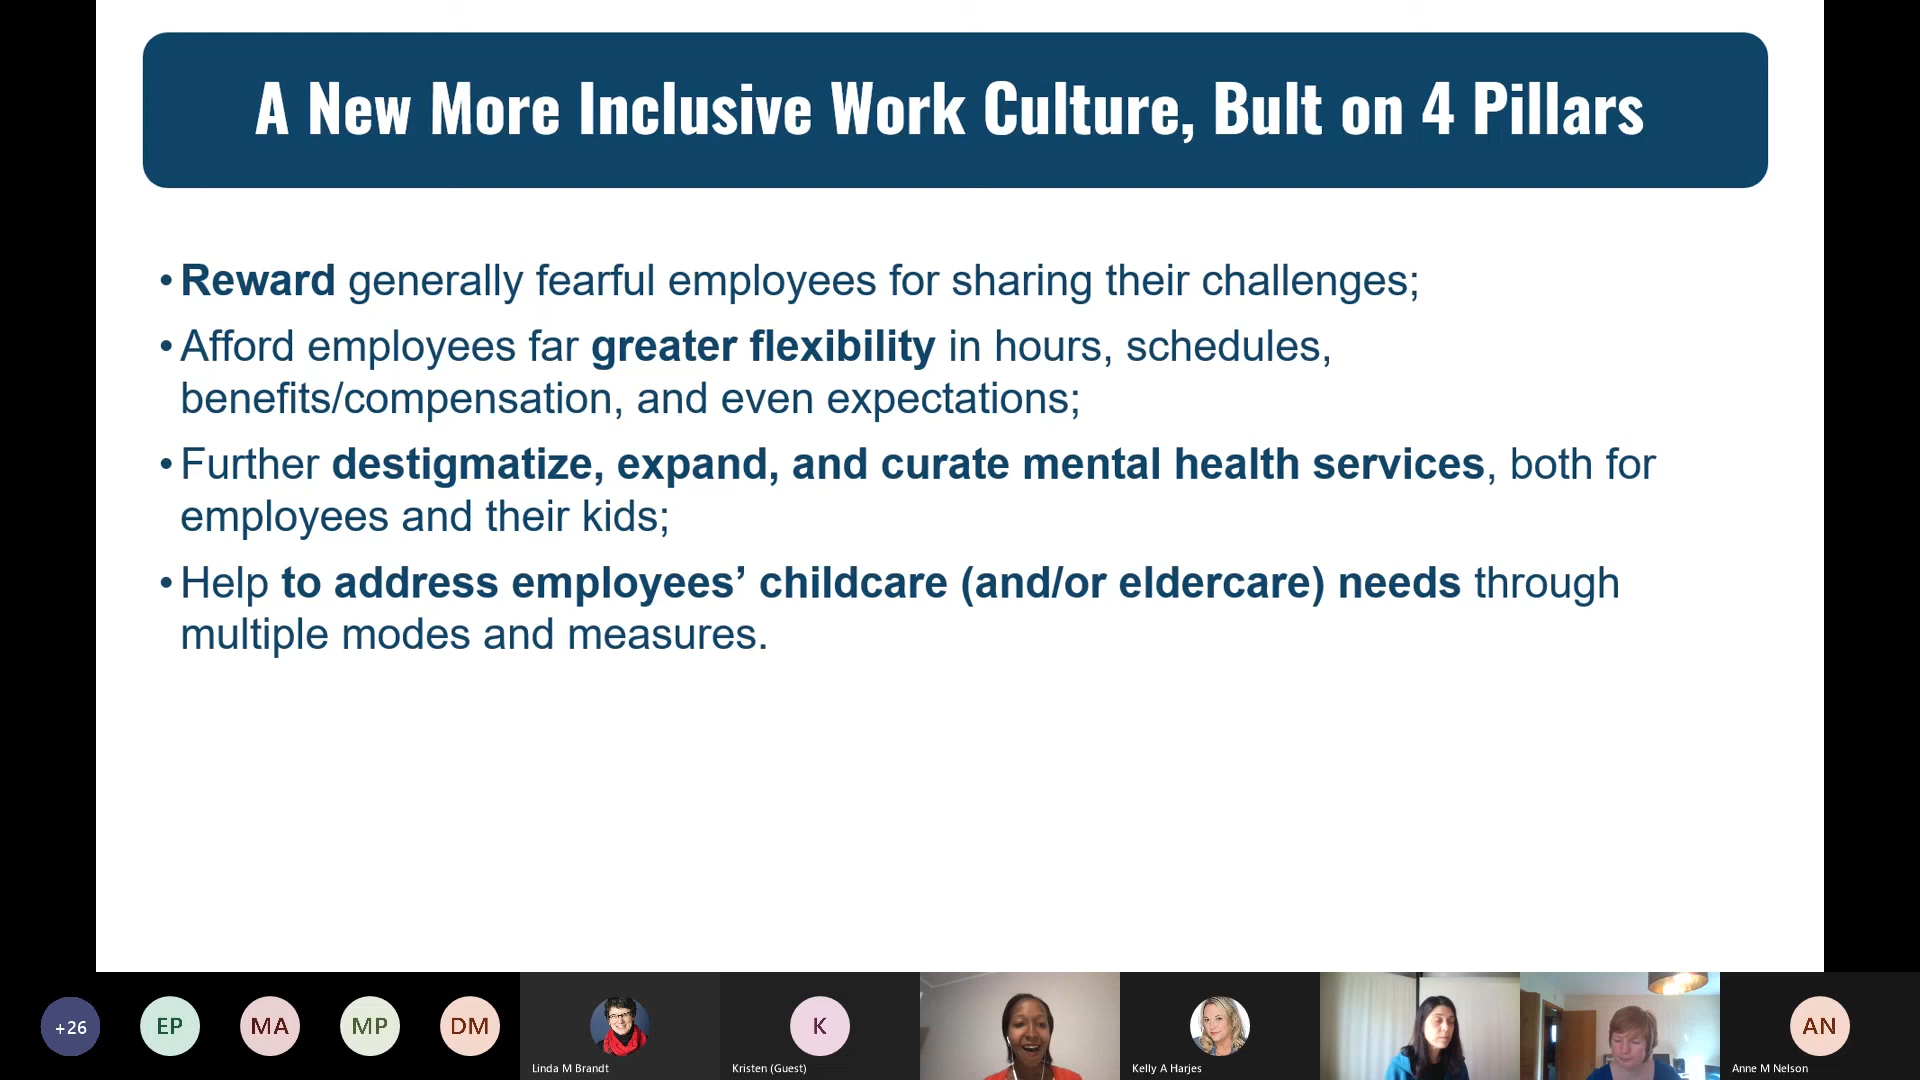 A New More Inclusive Work Culture, Bult on 4 Pillars
• Reward generally fearful employees for sharing their challenges;
• Afford employees far greater flexibility in hours, schedules,
benefits/compensation, and even expectations;
• Further destigmatize, expand, and curate mental health services, both for
employees and their kids;
• Help to address employees’ childcare (and/or eldercare) needs through
multiple modes and measures.
+26
EP
MA
MP
DM
Linda M Brandt
K
Kristen (Guest)
Kelly A Harjes
AN
Anne M Nelson